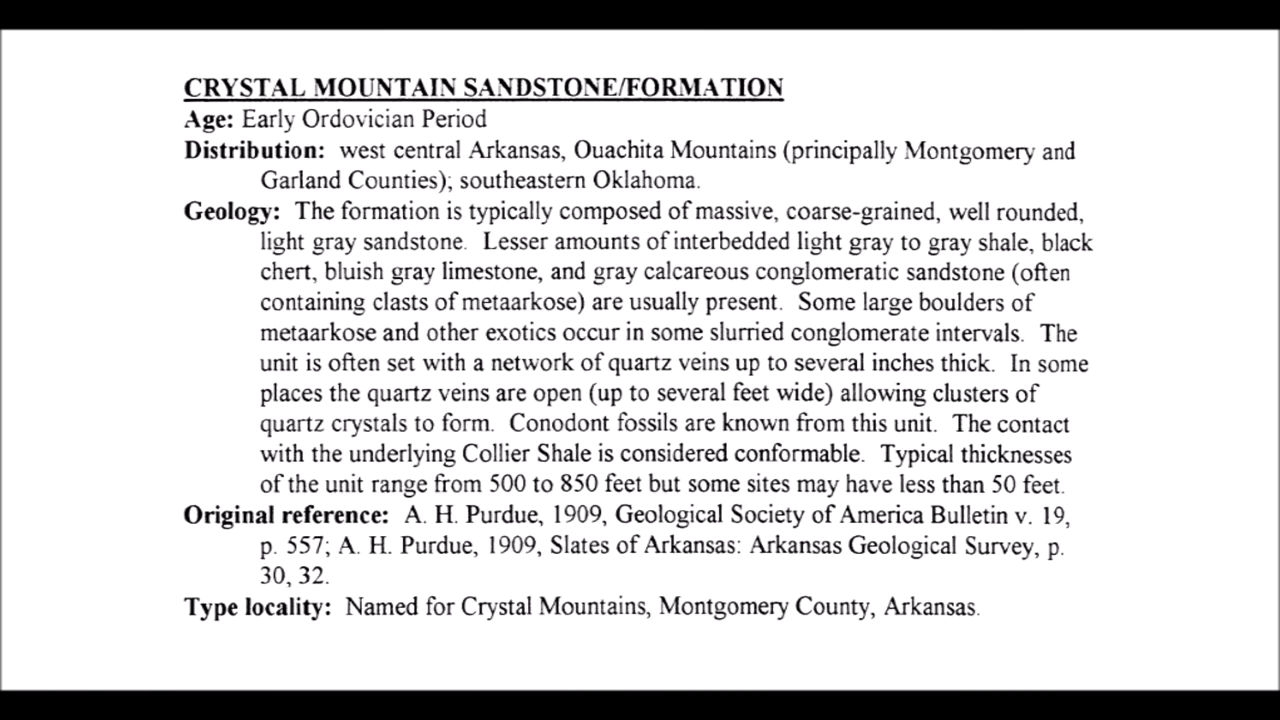 CRYSTAL MOUNTAIN SANDSTONE/FORMATION
Age: Early Ordovician Period
Distribution: west central Arkansas, Ouachita Mountains (principally Montgomery and
Garland Counties); southeastern Oklahoma.
Geology: The formation is typically composed of massive, coarse-grained, well rounded,
light gray sandstone. Lesser amounts of interbedded light gray to gray shale, black
chert, bluish gray limestone, and gray calcareous conglomeratic sandstone (often
containing clasts of metaarkose) are usually present. Some large boulders of
metaarkose and other exotics occur in some slurried conglomerate intervals. The
unit is often set with a network of quartz veins up to several inches thick. In some
places the quartz veins are open (up to several feet wide) allowing clusters of
quartz crystals to form. Conodont fossils are known from this unit. The contact
with the underlying Collier Shale is considered conformable. Typical thicknesses
of the unit range from 500 to 850 feet but some sites may have less than 50 feet.
Original reference: A. H. Purdue, 1909, Geological Society of America Bulletin v. 19,
p. 557; A. H. Purdue, 1909, Slates of Arkansas: Arkansas Geological Survey, p.
30, 32.
Type locality: Named for Crystal Mountains, Montgomery County, Arkansas.